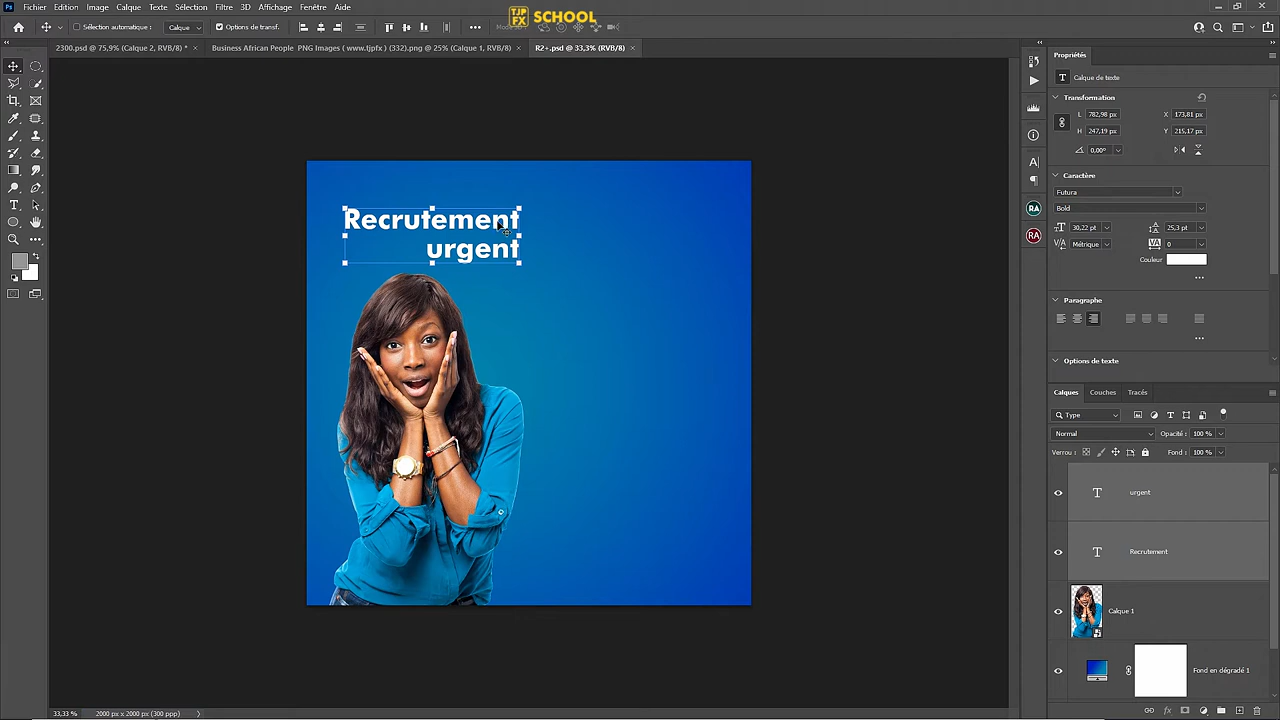 Fichier Edition Image Calque Texte Sélection Filtre 3D Affichage Fenêtre Aide
TJP FX SCHOOL
Sélection automatique : Calque Options de transf.
2300.psd @ 75,9% (Calque 2, RVB/8) * × Business African People PNG Images ( www.tjpfx ) (332).png @ 25% (Calque 1, RVB/8) × R2+.psd @ 33,3% (RVB/8) ×
Propriétés
T Calque de texte
Transformation
L 782,98 px X 173,81 px
H 247,19 px Y 215,17 px
0,00°
Caractère
Futura
Bold
30,22 pt 25,3 pt
Métrique 0
Couleur
Paragraphe
Options de texte
Recrutement
urgent
Calques Couches Tracés
Type
Normal Opacité : 100 %
Verrou : Fond : 100 %
T urgent
T Recrutement
Calque 1
Fond en dégradé 1
RA
RA
33,33 % 2000 px x 2000 px (300 ppp)